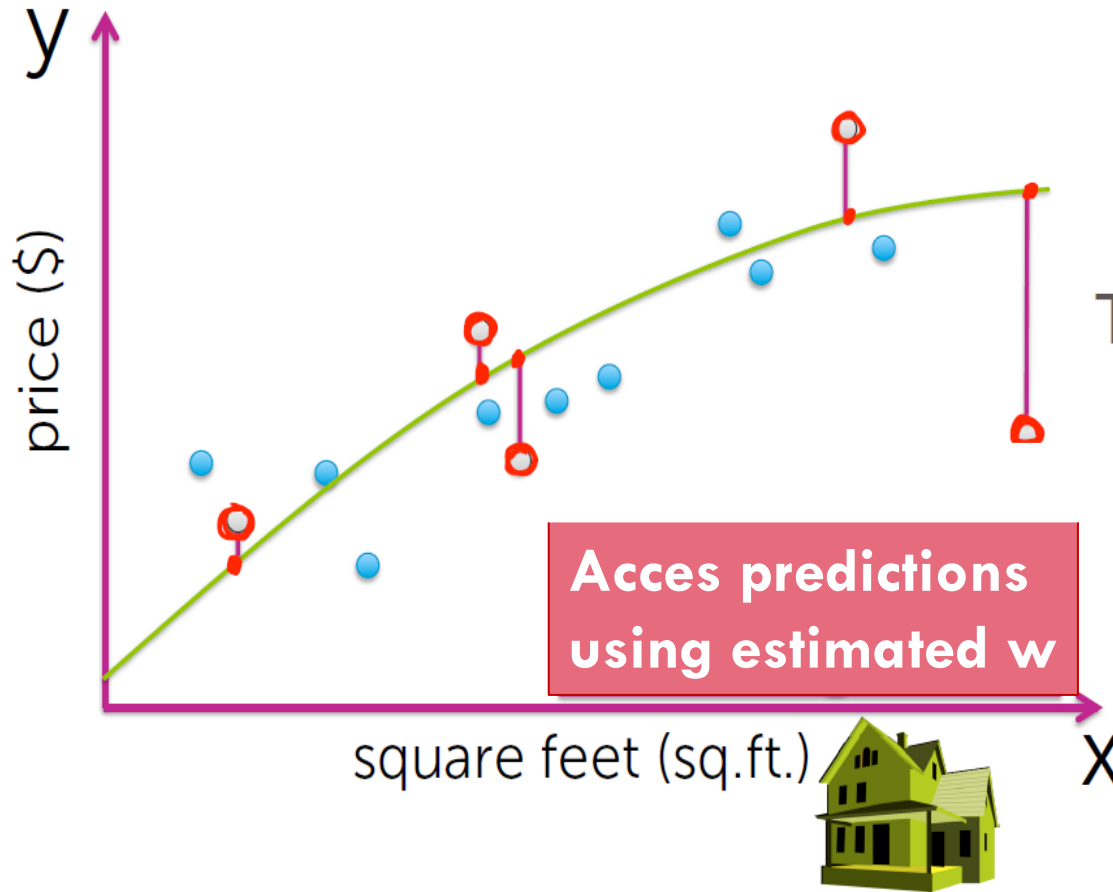 y
price ($)
T
Acces predictions
using estimated w
square feet (sq.ft.)
x